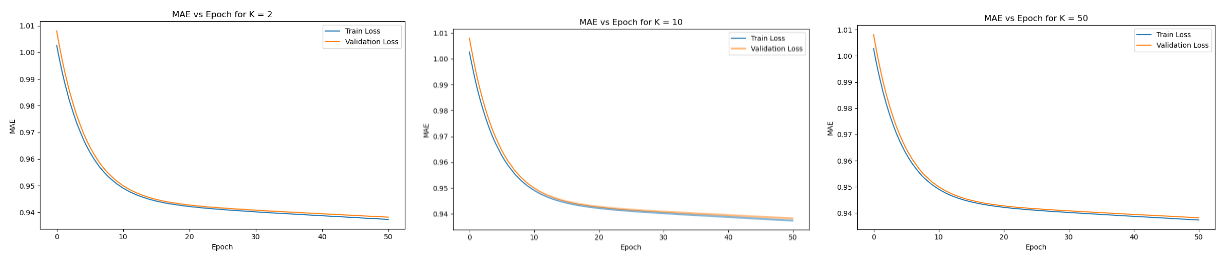 MAE vs Epoch for K = 2
1.01
1.00
0.99
0.98
0.97
0.96
0.95
0.94
MAE
0
10
20
30
40
50
Epoch
Train Loss
Validation Loss
MAE vs Epoch for K = 10
1.01
1.00
0.99
0.98
0.97
0.96
0.95
0.94
MAE
0
10
20
30
40
50
Epoch
Train Loss
Validation Loss
MAE vs Epoch for K = 50
1.01
1.00
0.99
0.98
0.97
0.96
0.95
0.94
MAE
0
10
20
30
40
50
Epoch
Train Loss
Validation Loss